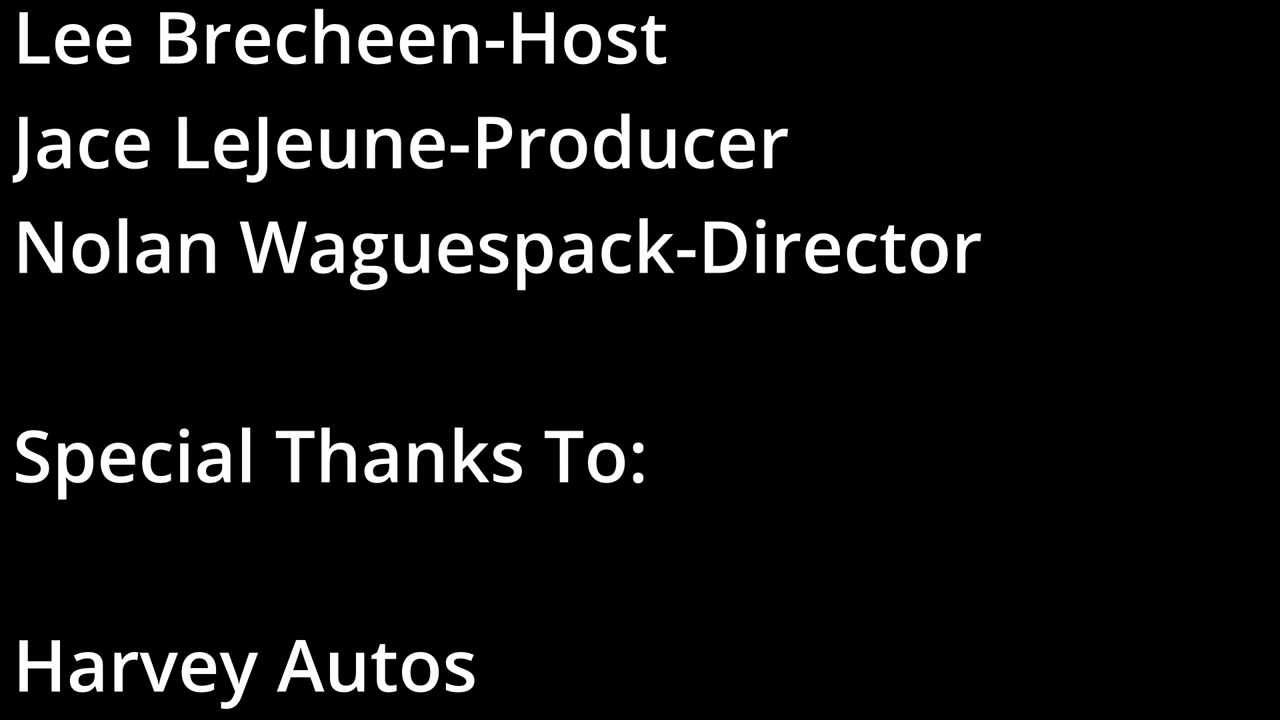 Lee Brecheen-Host
Jace LeJeune-Producer
Nolan Waguespack-Director
Special Thanks To:
Harvey Autos